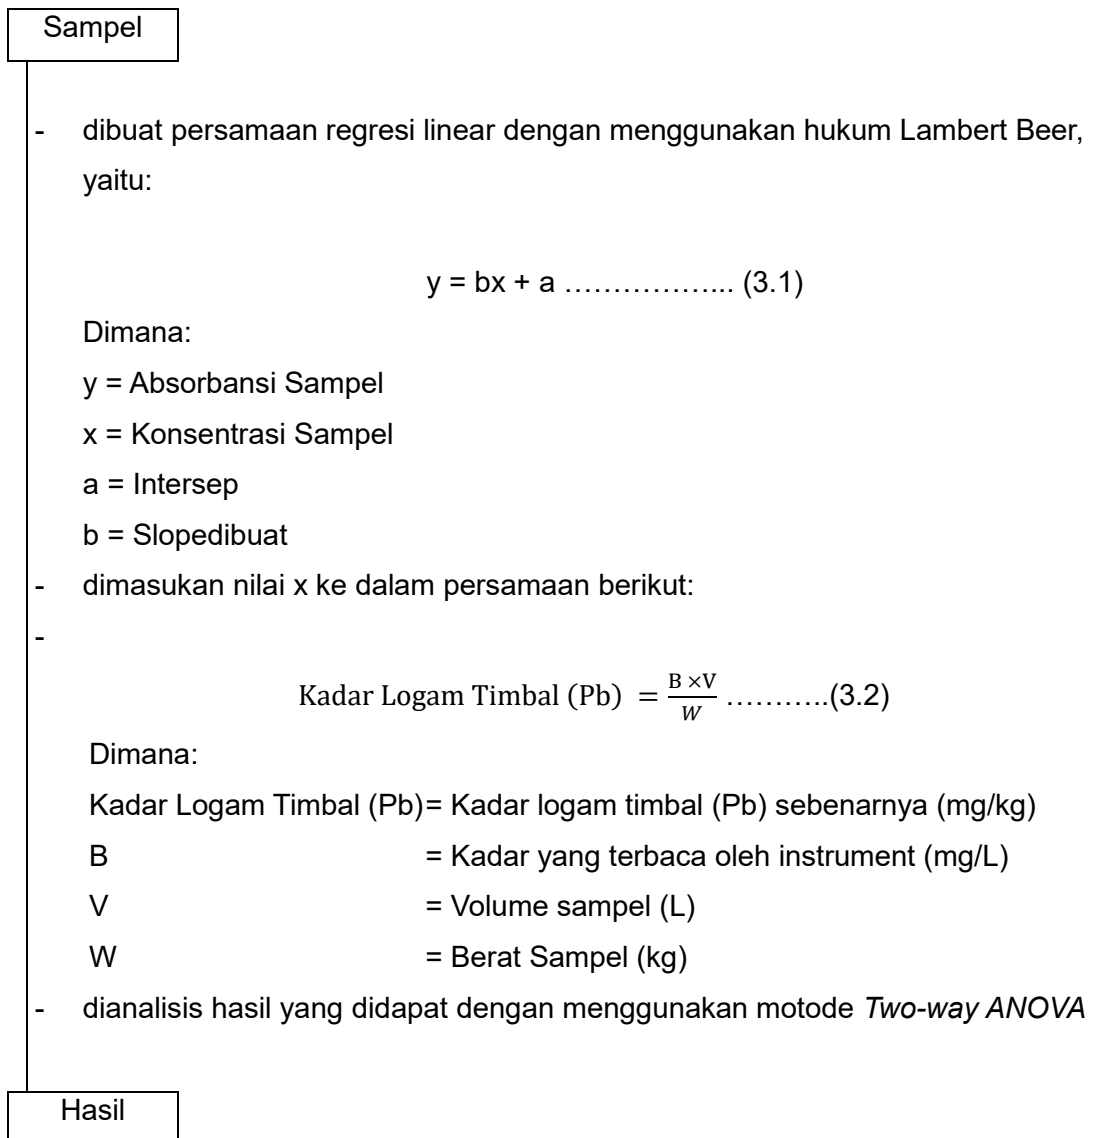 Sampel
- dibuat persamaan regresi linear dengan menggunakan hukum Lambert Beer,
yaitu:
y = bx + a ……………... (3.1)
Dimana:
y = Absorbansi Sampel
x = Konsentrasi Sampel
a = Intersep
b = Slopedibuat
- dimasukan nilai x ke dalam persamaan berikut:
-
Kadar Logam Timbal (Pb) = B ×V / W ………..(3.2)
Dimana:
Kadar Logam Timbal (Pb)= Kadar logam timbal (Pb) sebenarnya (mg/kg)
B = Kadar yang terbaca oleh instrument (mg/L)
V = Volume sampel (L)
W = Berat Sampel (kg)
- dianalisis hasil yang didapat dengan menggunakan motode Two-way ANOVA
Hasil